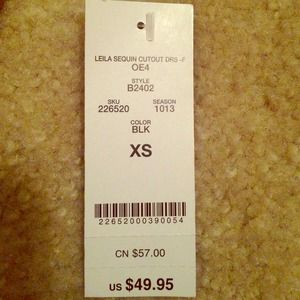 LEILA SEQUIN CUTOUT DRS -F
OE4
STYLE
B2402
SKU SEASON
226520 1013
COLOR
BLK
XS
22652000390054
CN $57.00
US $49.95